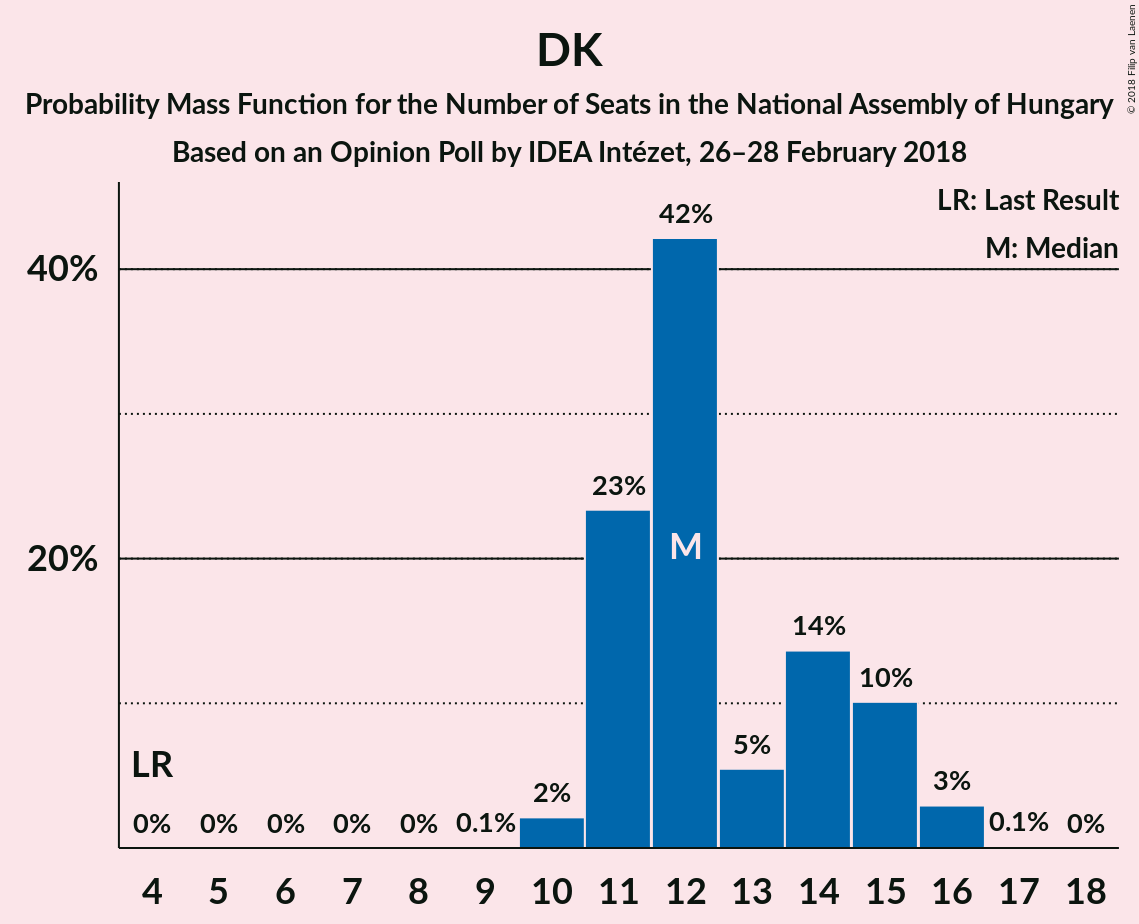 DK
Probability Mass Function for the Number of Seats in the National Assembly of Hungary
Based on an Opinion Poll by IDEA Intézet, 26–28 February 2018
© 2018 Filip van Laenen
LR: Last Result
M: Median
42%
40%
23%
M
20%
14%
10%
5%
LR
3%
2%
0% 0% 0% 0% 0% 0.1% 0.1% 0%
4 5 6 7 8 9 10 11 12 13 14 15 16 17 18